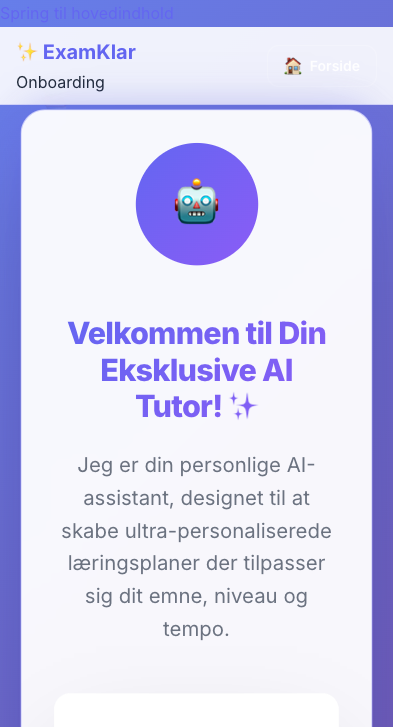 Spring til hovedindhold
✨ ExamKlar
Onboarding
🏠 Forside
Velkommen til Din
Eksklusive AI
Tutor! ✨
Jeg er din personlige AI-
assistent, designet til at
skabe ultra-personaliserede
læringsplaner der tilpasser
sig dit emne, niveau og
tempo.